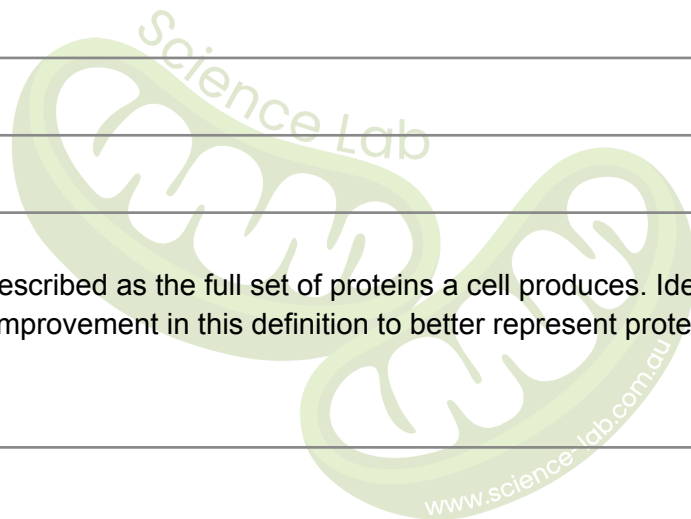 Science Lab
escribed as the full set of proteins a cell produces. Ide
mprovement in this definition to better represent prote
www.science-lab.com.au